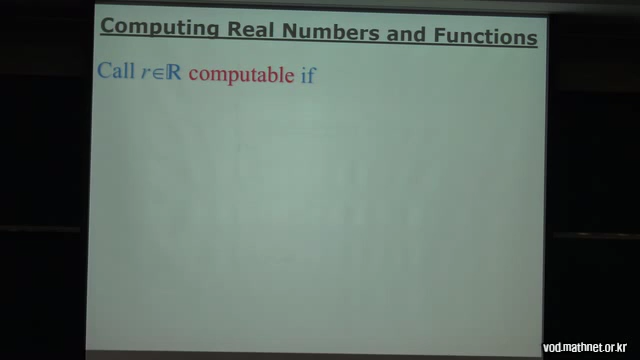 Computing Real Numbers and Functions
Call r∈ℝ computable if
vod.mathnet.or.kr